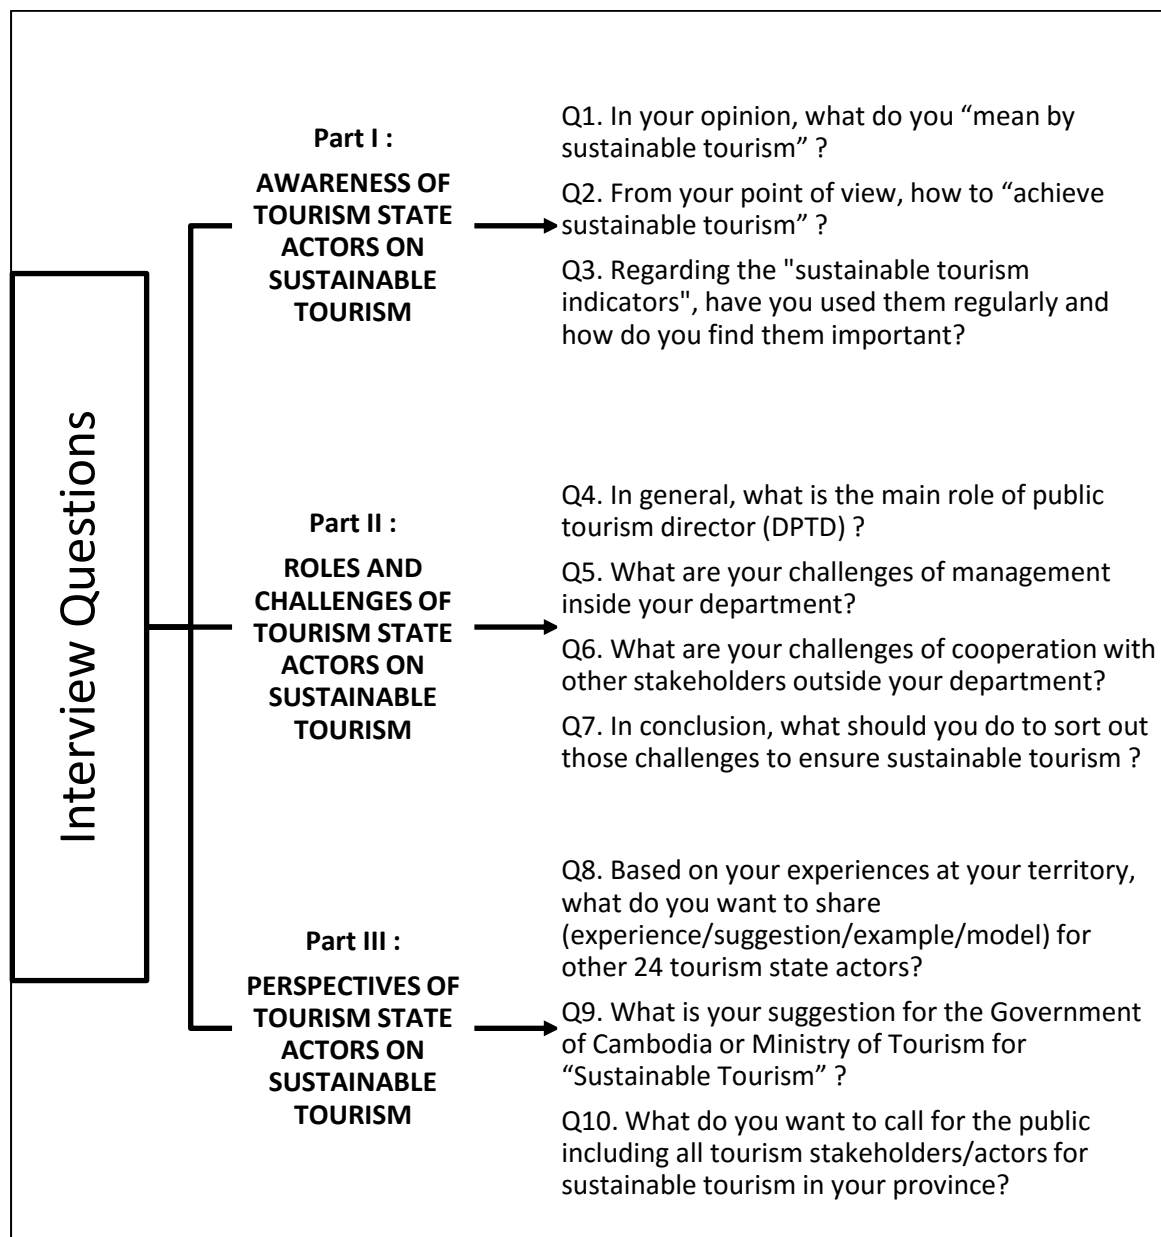 Interview Questions
Part I :
AWARENESS OF
TOURISM STATE
ACTORS ON
SUSTAINABLE
TOURISM
Q1. In your opinion, what do you “mean by
sustainable tourism” ?
Q2. From your point of view, how to “achieve
sustainable tourism” ?
Q3. Regarding the "sustainable tourism
indicators", have you used them regularly and
how do you find them important?
Part II :
ROLES AND
CHALLENGES OF
TOURISM STATE
ACTORS ON
SUSTAINABLE
TOURISM
Q4. In general, what is the main role of public
tourism director (DPTD) ?
Q5. What are your challenges of management
inside your department?
Q6. What are your challenges of cooperation with
other stakeholders outside your department?
Q7. In conclusion, what should you do to sort out
those challenges to ensure sustainable tourism ?
Part III :
PERSPECTIVES OF
TOURISM STATE
ACTORS ON
SUSTAINABLE
TOURISM
Q8. Based on your experiences at your territory,
what do you want to share
(experience/suggestion/example/model) for
other 24 tourism state actors?
Q9. What is your suggestion for the Government
of Cambodia or Ministry of Tourism for
“Sustainable Tourism” ?
Q10. What do you want to call for the public
including all tourism stakeholders/actors for
sustainable tourism in your province?